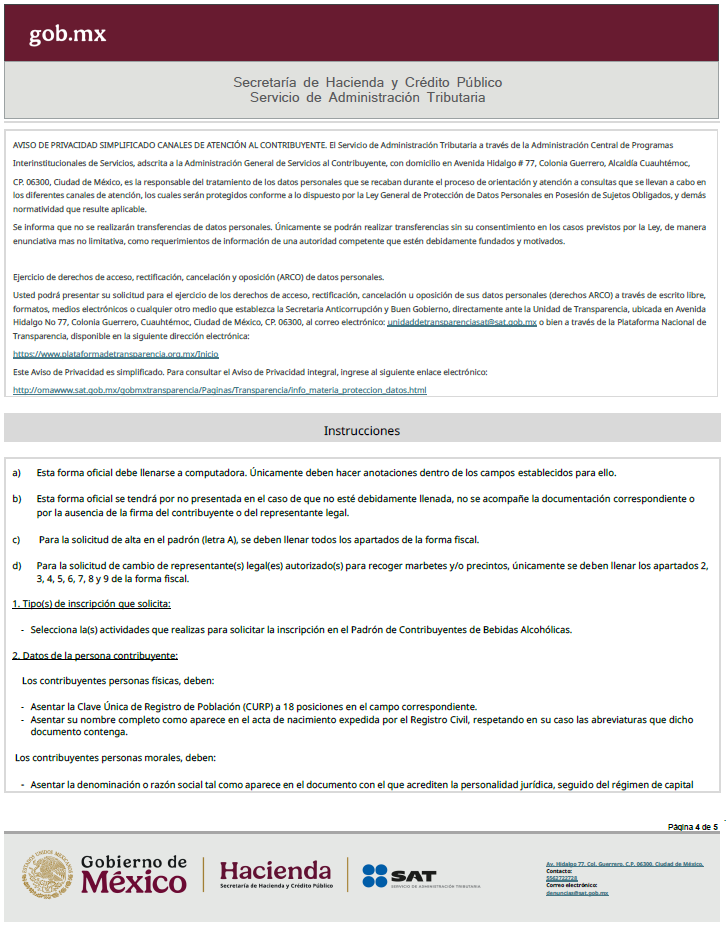 gob.mx
Secretaría de Hacienda y Crédito Público
Servicio de Administración Tributaria
AVISO DE PRIVACIDAD SIMPLIFICADO CANALES DE ATENCIÓN AL CONTRIBUYENTE. El Servicio de Administración Tributaria a través de la Administración Central de Programas
Interinstitucionales de Servicios, adscrita a la Administración General de Servicios al Contribuyente, con domicilio en Avenida Hidalgo # 77, Colonia Guerrero, Alcaldía Cuauhtémoc,
CP. 06300, Ciudad de México, es la responsable del tratamiento de los datos personales que se recaban durante el proceso de orientación y atención a consultas que se llevan a cabo en
los diferentes canales de atención, los cuales serán protegidos conforme a lo dispuesto por la Ley General de Protección de Datos Personales en Posesión de Sujetos Obligados, y demás
normatividad que resulte aplicable.
Se informa que no se realizarán transferencias de datos personales. Únicamente se podrán realizar transferencias sin su consentimiento en los casos previstos por la Ley, de manera
enunciativa mas no limitativa, como requerimientos de información de una autoridad competente que estén debidamente fundados y motivados.
Ejercicio de derechos de acceso, rectificación, cancelación y oposición (ARCO) de datos personales.
Usted podrá presentar su solicitud para el ejercicio de los derechos de acceso, rectificación, cancelación u oposición de sus datos personales (derechos ARCO) a través de escrito libre,
formatos, medios electrónicos o cualquier otro medio que establezca la Secretaria Anticorrupción y Buen Gobierno, directamente ante la Unidad de Transparencia, ubicada en Avenida
Hidalgo No 77, Colonia Guerrero, Cuauhtémoc, Ciudad de México, CP. 06300, al correo electrónico: unidaddetransparenciasat@sat.gob.mx o bien a través de la Plataforma Nacional de
Transparencia, disponible en la siguiente dirección electrónica:
https://www.plataformadetransparencia.org.mx/Inicio
Este Aviso de Privacidad es simplificado. Para consultar el Aviso de Privacidad integral, ingrese al siguiente enlace electrónico:
http://omawww.sat.gob.mx/gobmxtransparencia/Paginas/Transparencia/info_materia_proteccion_datos.html
Instrucciones
a) Esta forma oficial debe llenarse a computadora. Únicamente deben hacer anotaciones dentro de los campos establecidos para ello.
b) Esta forma oficial se tendrá por no presentada en el caso de que no esté debidamente llenada, no se acompañe la documentación correspondiente o
por la ausencia de la firma del contribuyente o del representante legal.
c) Para la solicitud de alta en el padrón (letra A), se deben llenar todos los apartados de la forma fiscal.
d) Para la solicitud de cambio de representante(s) legal(es) autorizado(s) para recoger marbetes y/o precintos, únicamente se deben llenar los apartados 2,
3, 4, 5, 6, 7, 8 y 9 de la forma fiscal.
1. Tipo(s) de inscripción que solicita:
- Selecciona la(s) actividades que realizas para solicitar la inscripción en el Padrón de Contribuyentes de Bebidas Alcohólicas.
2. Datos de la persona contribuyente:
Los contribuyentes personas físicas, deben:
- Asentar la Clave Única de Registro de Población (CURP) a 18 posiciones en el campo correspondiente.
- Asentar su nombre completo como aparece en el acta de nacimiento expedida por el Registro Civil, respetando en su caso las abreviaturas que dicho
documento contenga.
Los contribuyentes personas morales, deben:
- Asentar la denominación o razón social tal como aparece en el documento con el que acrediten la personalidad jurídica, seguido del régimen de capital
Página 4 de 5
Gobierno de
México
Hacienda
Secretaría de Hacienda y Crédito Público
SAT
SERVICIO DE ADMINISTRACIÓN TRIBUTARIA
Av. Hidalgo 77, Col. Guerrero, C.P. 06300, Ciudad de México.
Contacto:
5562722728
Correo electrónico:
denuncias@sat.gob.mx